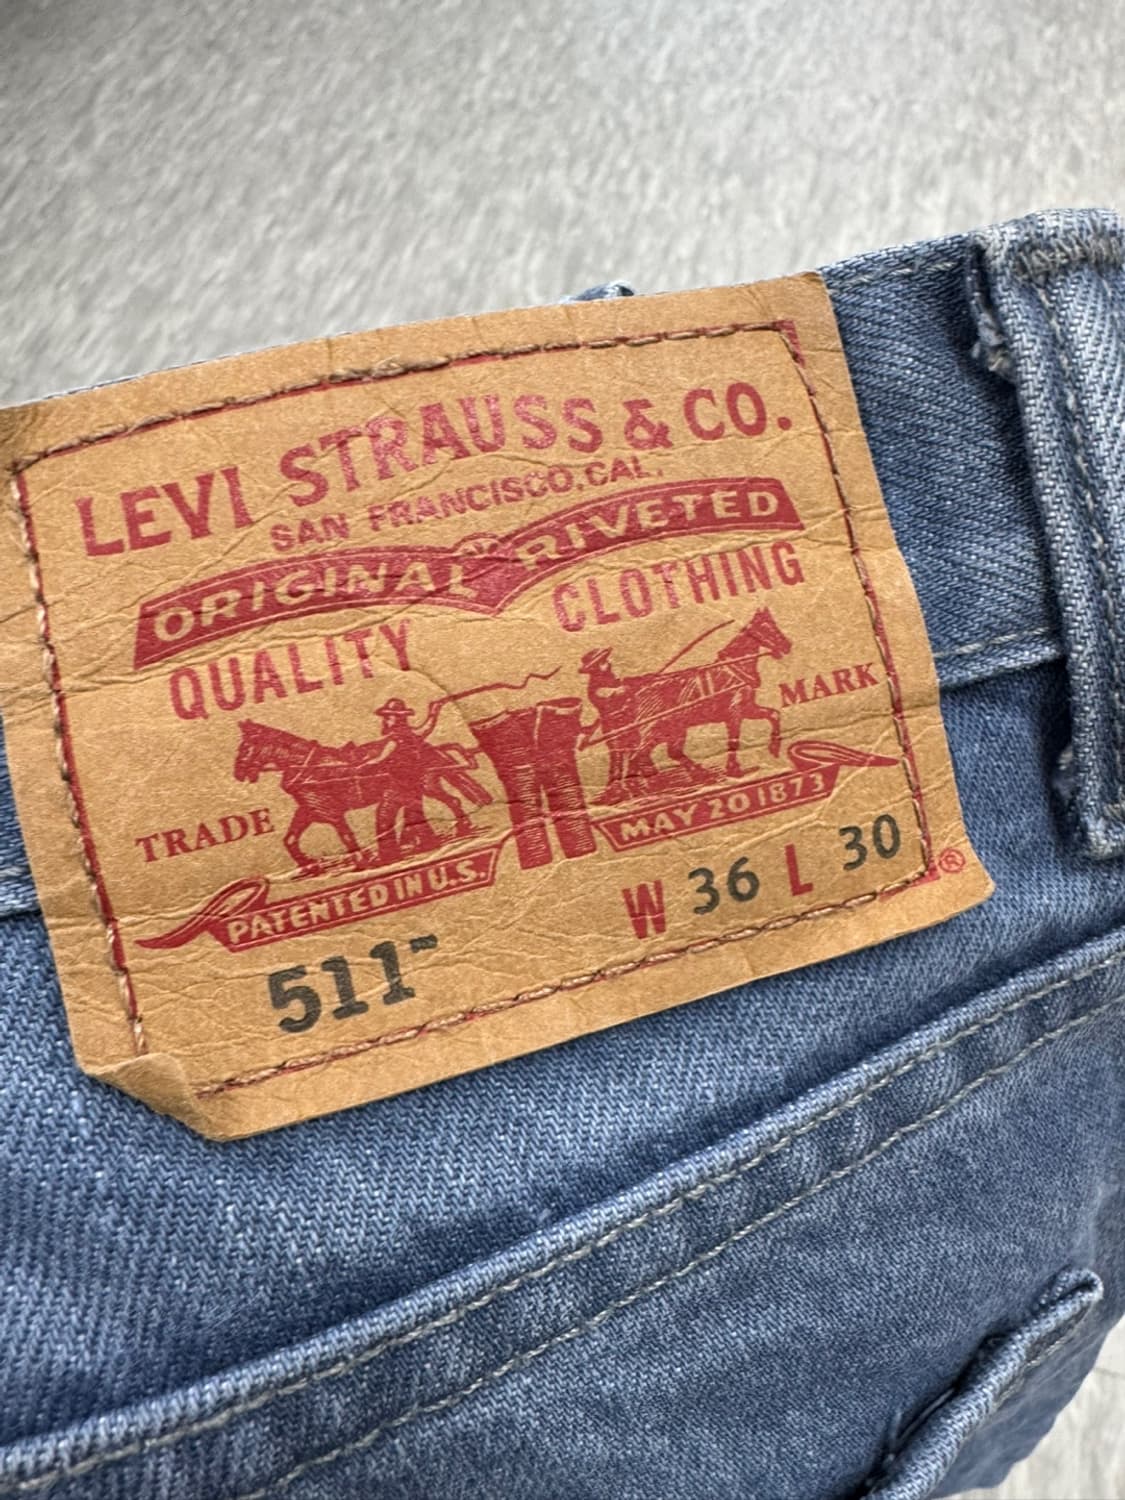 LEVI STRAUSS & CO.
SAN FRANCISCO, CAL.
ORIGINAL ® RIVETED
QUALITY CLOTHING
TRADE MARK
PATENTED IN U.S. MAY 20 1873
511™ W 36 L 30 ®